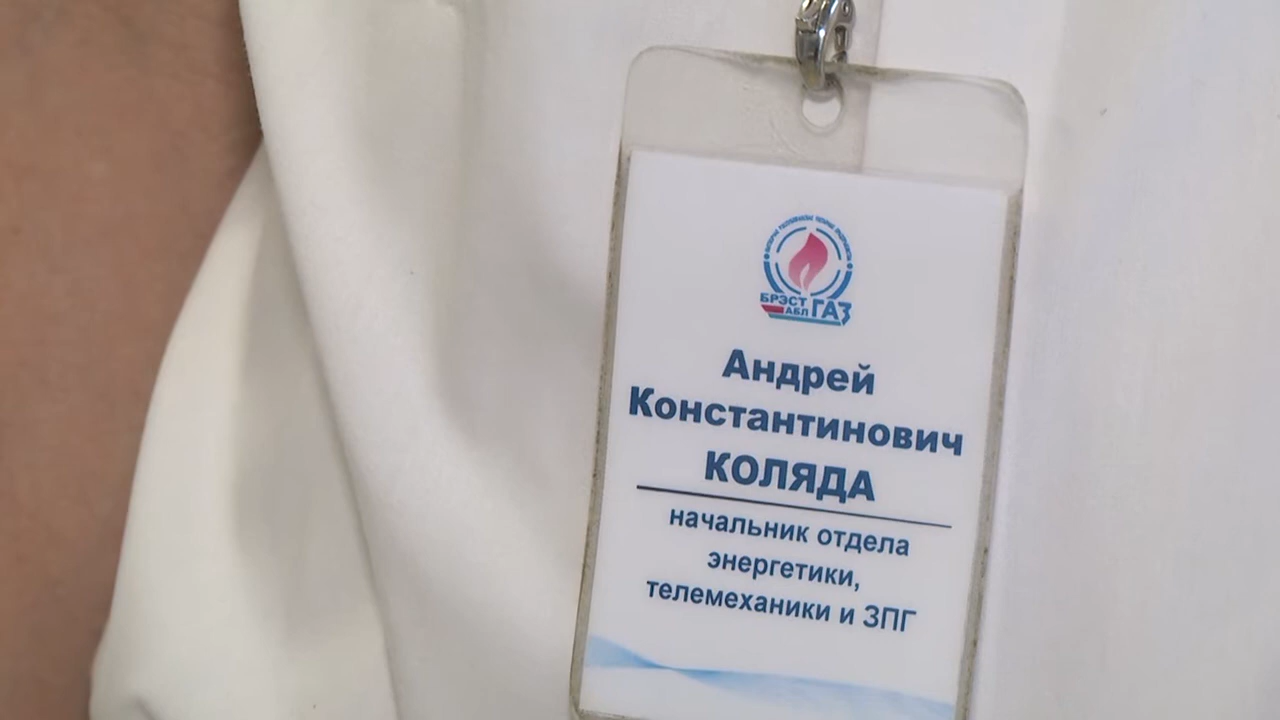 БРЭСТ
АБЛ ГАЗ
Андрей
Константинович
КОЛЯДА
начальник отдела
энергетики,
телемеханики и ЗПГ